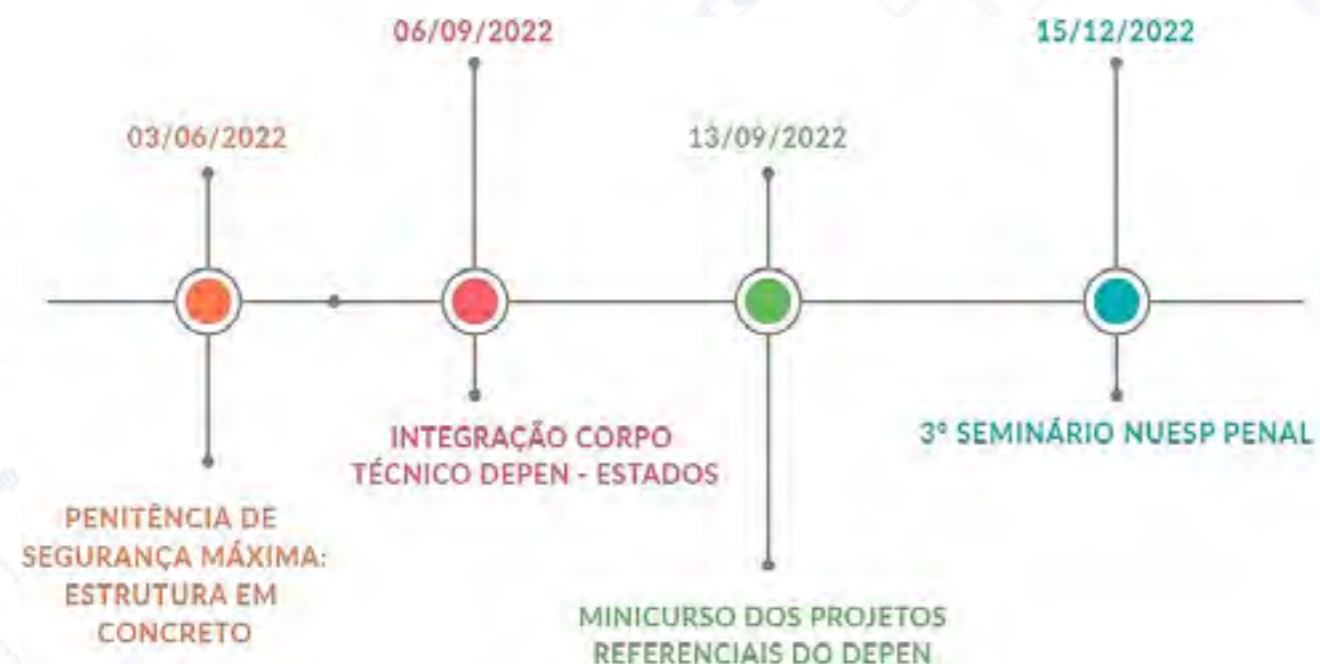 03/06/2022
PENITÊNCIA DE
SEGURANÇA MÁXIMA:
ESTRUTURA EM
CONCRETO
06/09/2022
INTEGRAÇÃO CORPO
TÉCNICO DEPEN - ESTADOS
13/09/2022
MINICURSO DOS PROJETOS
REFERENCIAIS DO DEPEN
15/12/2022
3º SEMINÁRIO NUESP PENAL